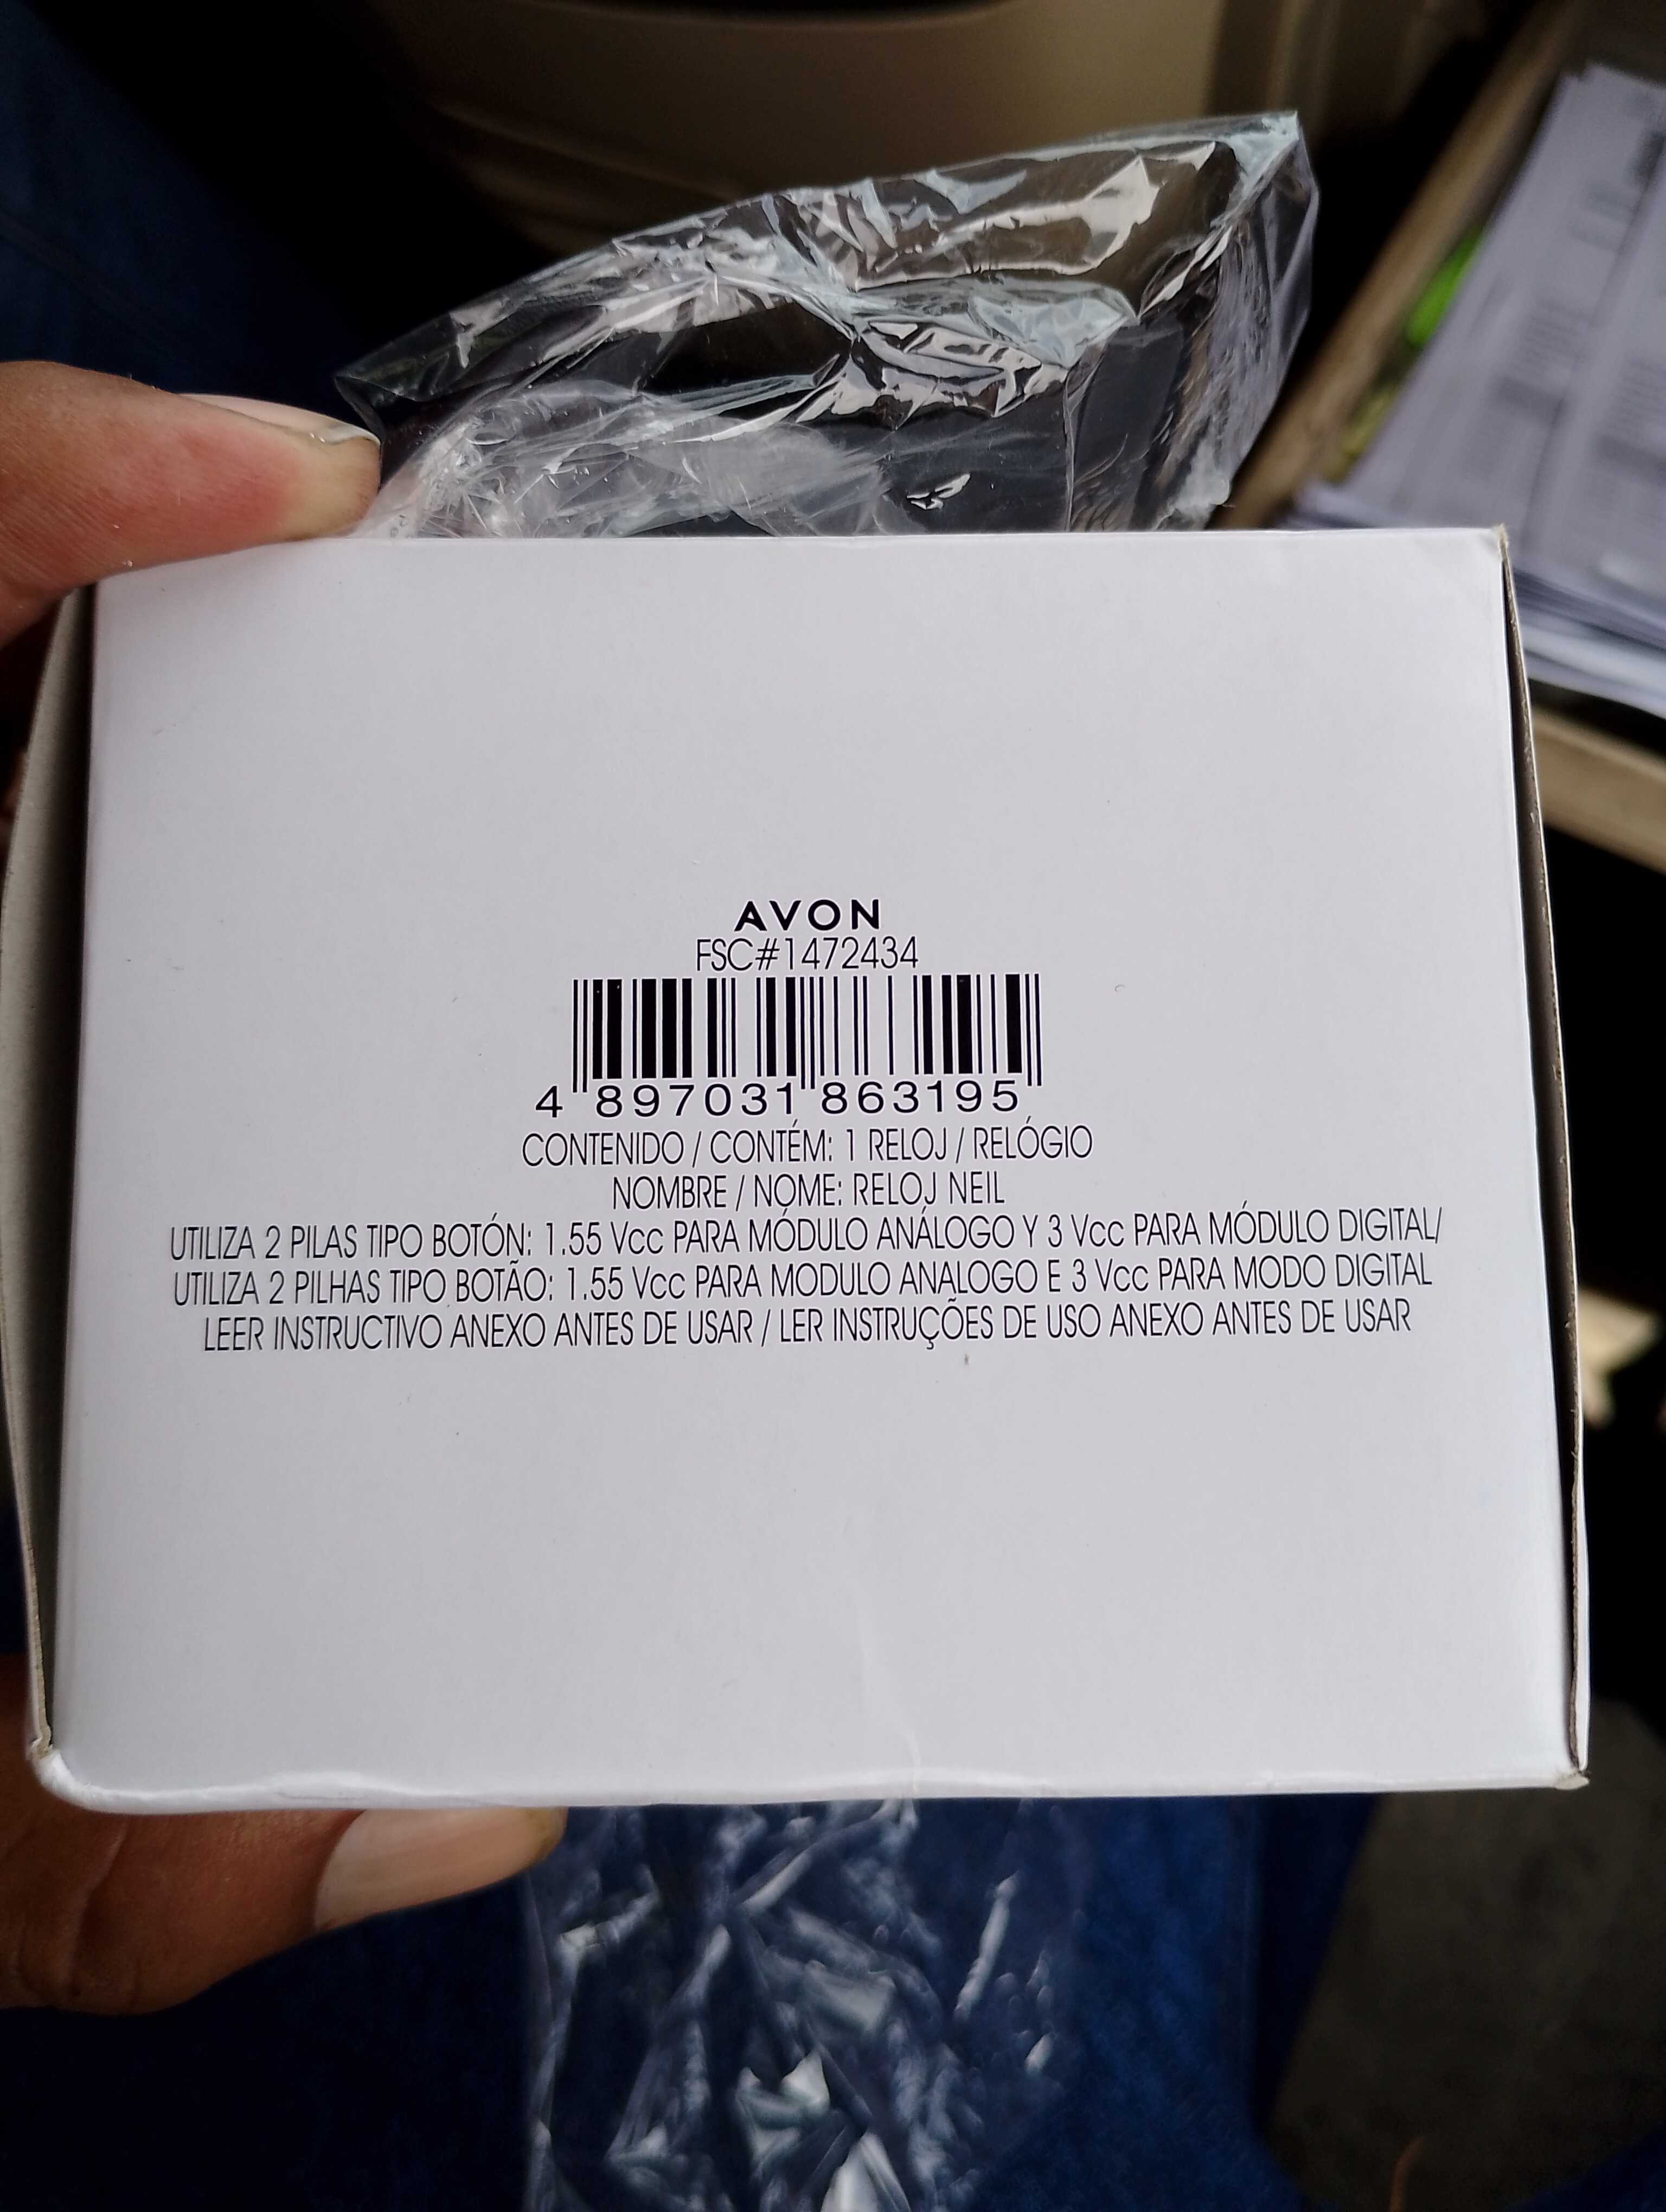 AVON
FSC#1472434
4 897031 863195
CONTENIDO / CONTÉM: 1 RELOJ / RELÓGIO
NOMBRE / NOME: RELOJ NEIL
UTILIZA 2 PILAS TIPO BOTÓN: 1.55 Vcc PARA MÓDULO ANÁLOGO Y 3 Vcc PARA MÓDULO DIGITAL/
UTILIZA 2 PILHAS TIPO BOTÃO: 1.55 Vcc PARA MODULO ANALOGO E 3 Vcc PARA MODO DIGITAL
LEER INSTRUCTIVO ANEXO ANTES DE USAR / LER INSTRUÇÕES DE USO ANEXO ANTES DE USAR